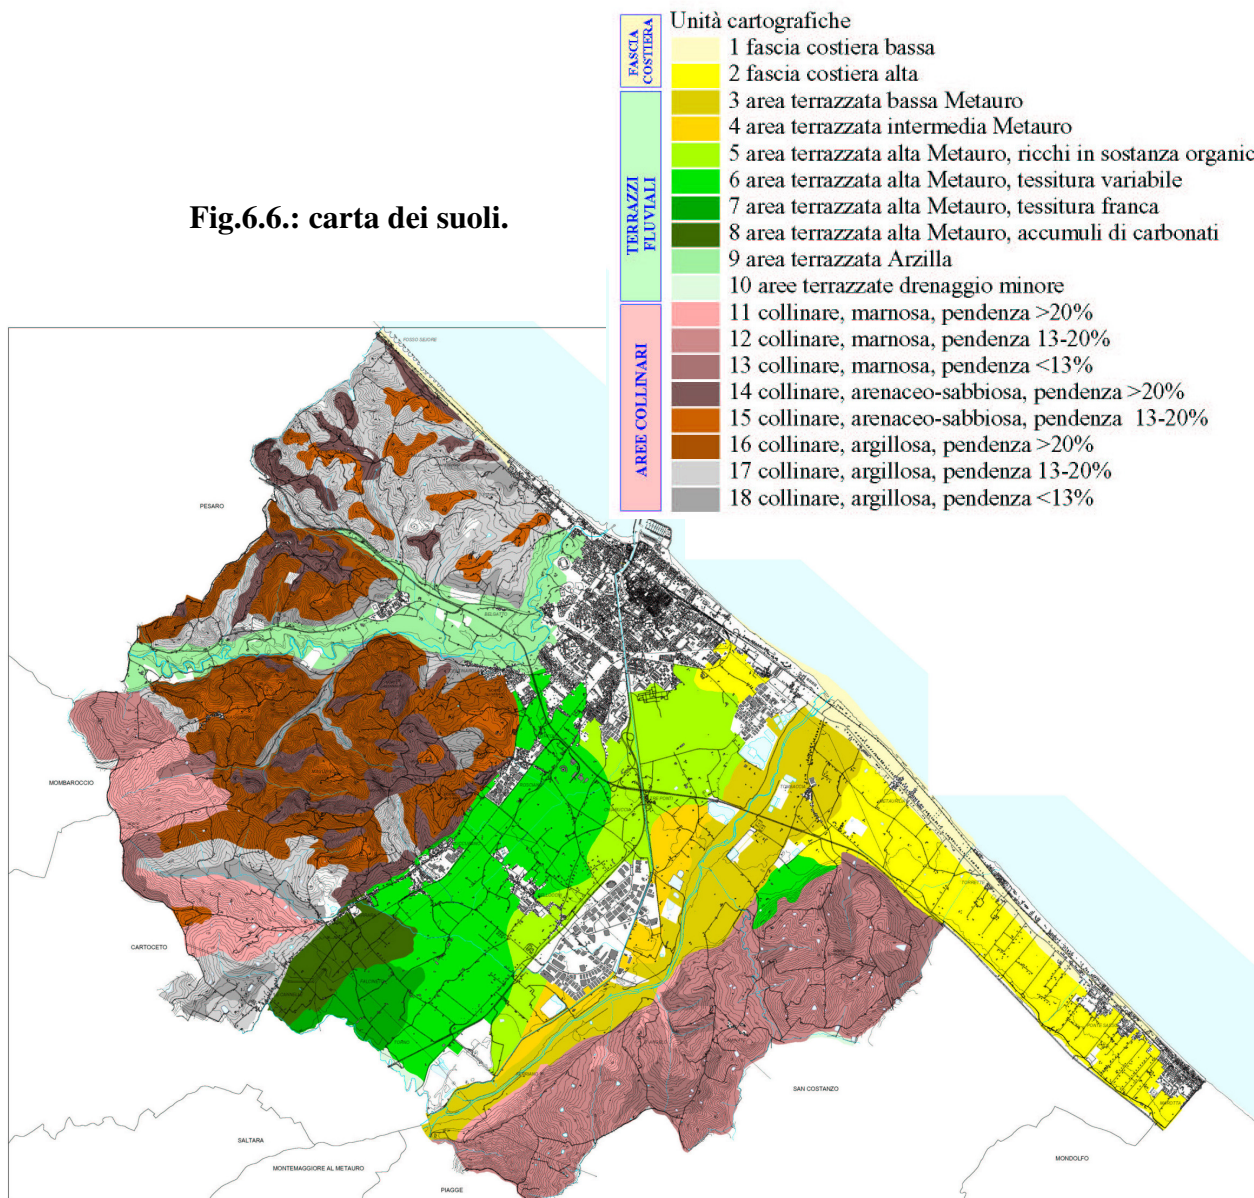 Unità cartografiche
FASCIA COSTIERA
1 fascia costiera bassa
2 fascia costiera alta
TERRAZZI FLUVIALI
3 area terrazzata bassa Metauro
4 area terrazzata intermedia Metauro
5 area terrazzata alta Metauro, ricchi in sostanza organic
6 area terrazzata alta Metauro, tessitura variabile
7 area terrazzata alta Metauro, tessitura franca
8 area terrazzata alta Metauro, accumuli di carbonati
9 area terrazzata Arzilla
10 aree terrazzate drenaggio minore
AREE COLLINARI
11 collinare, marnosa, pendenza >20%
12 collinare, marnosa, pendenza 13-20%
13 collinare, marnosa, pendenza <13%
14 collinare, arenaceo-sabbiosa, pendenza >20%
15 collinare, arenaceo-sabbiosa, pendenza 13-20%
16 collinare, argillosa, pendenza >20%
17 collinare, argillosa, pendenza 13-20%
18 collinare, argillosa, pendenza <13%
Fig.6.6.: carta dei suoli.
FOSSO SEJORE
PESARO
MOMBAROCCIO
CARTOCETO
SALTARA
MONTEMAGGIORE AL METAURO
PIAGGE
SAN COSTANZO
MONDOLFO